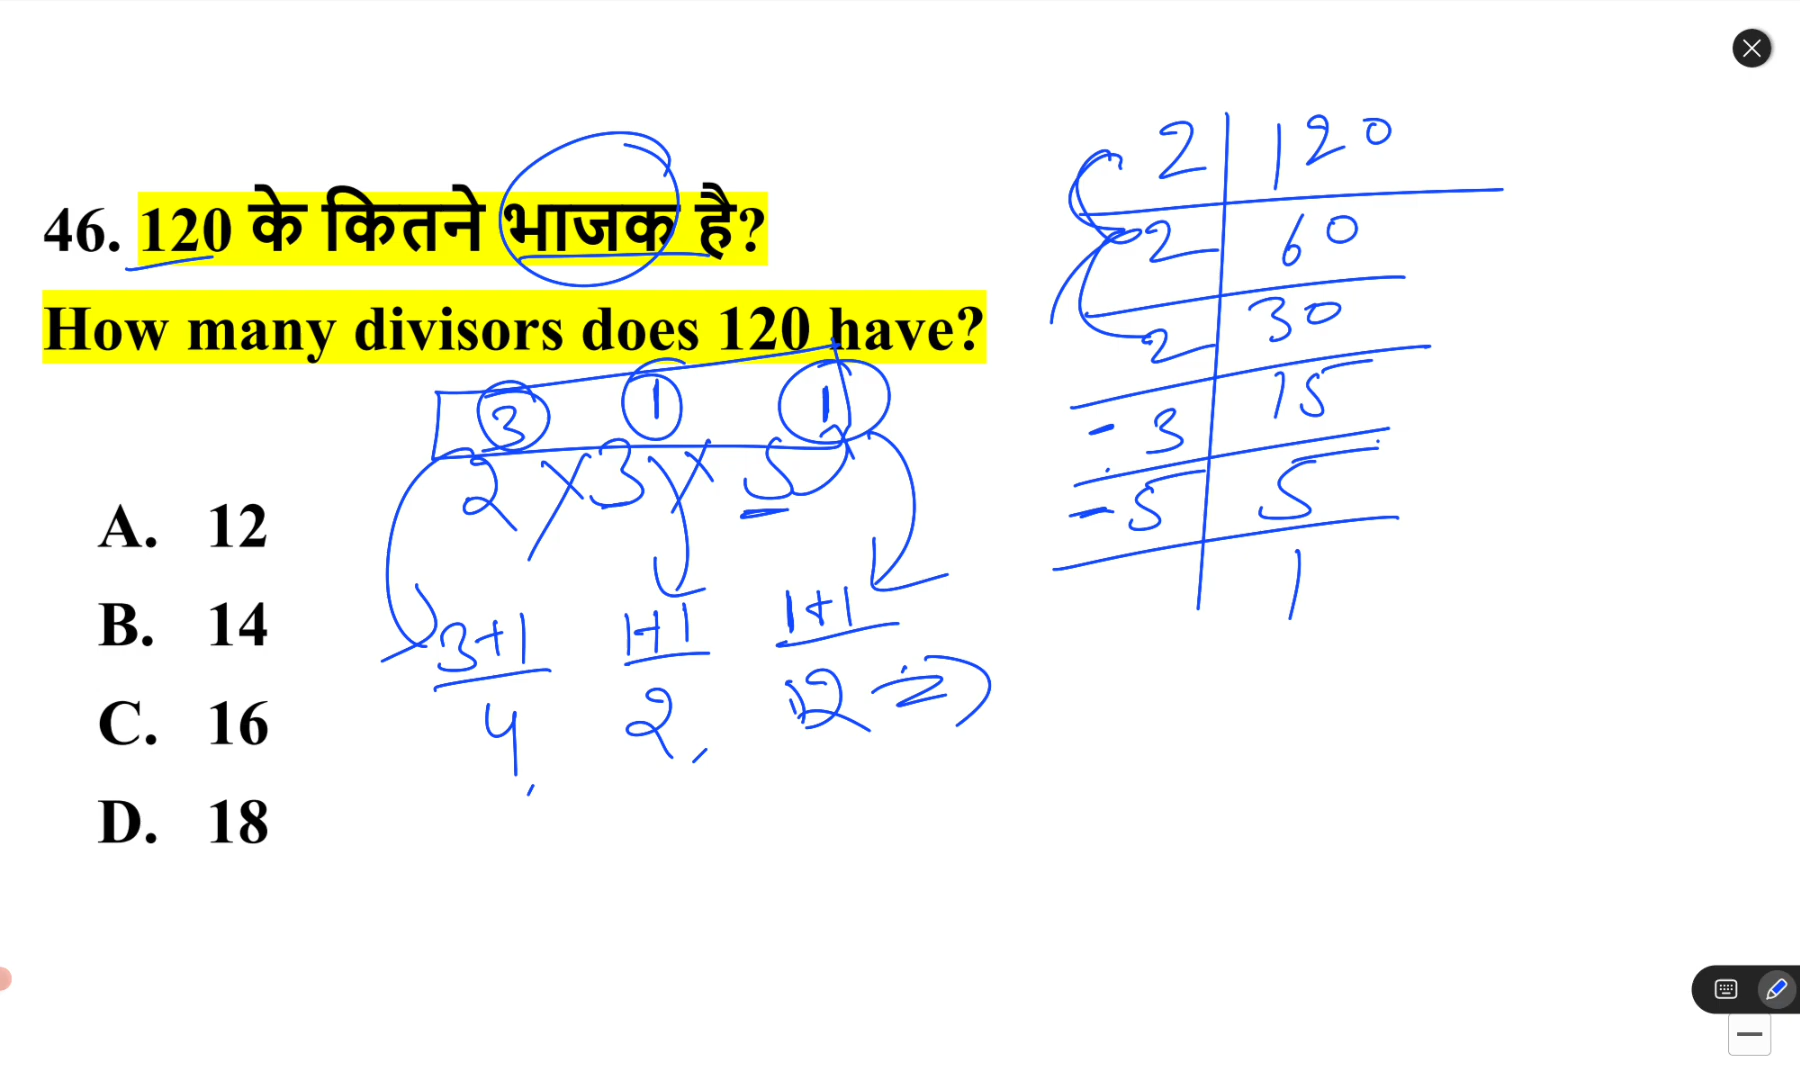 46. 120 के कितने भाजक है?
How many divisors does 120 have?
3 1 1
2 × 3 × 5
A. 12
B. 14
C. 16
D. 18
3+1 1+1 1+1
4, 2,
2 | 120
2 | 60
2 | 30
3 | 15
5 | 5
1